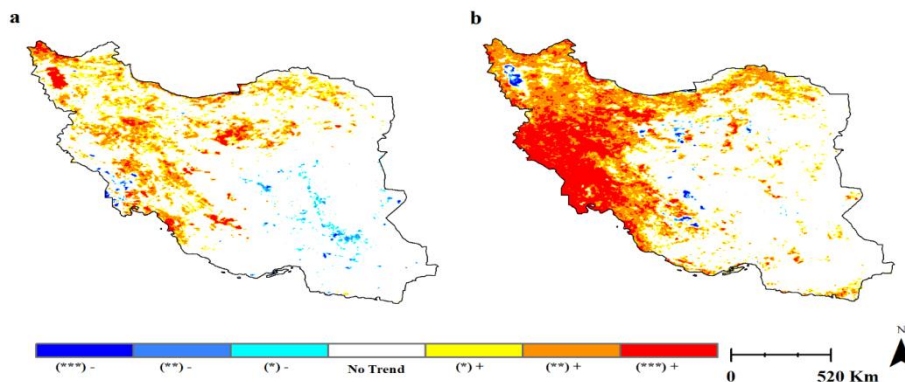 a
b
(***) -
(**) -
(*) -
No Trend
(*) +
(**) +
(***) +
0
520 Km
N